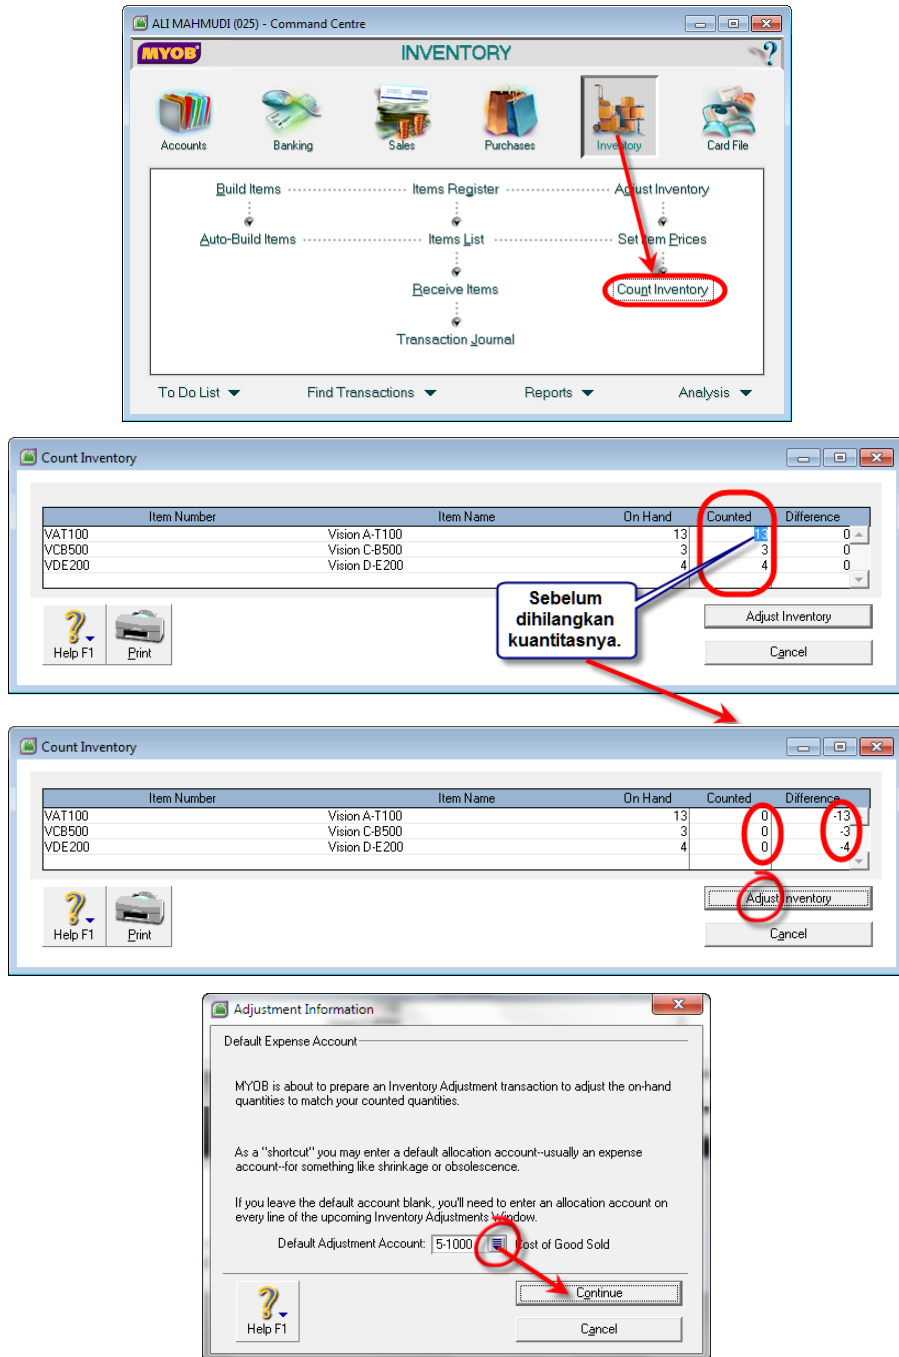 ALI MAHMUDI (025) - Command Centre
MYOB INVENTORY
Accounts Banking Sales Purchases Inventory Card File
Build Items Items Register Adjust Inventory
Auto-Build Items Items List Set Item Prices
Receive Items Count Inventory
Transaction Journal
To Do List Find Transactions Reports Analysis
Count Inventory
Item Number Item Name On Hand Counted Difference
VAT100 Vision A-T100 13 13 0
VCB500 Vision C-B500 3 3 0
VDE200 Vision D-E200 4 4 0
Sebelum
dihilangkan
kuantitasnya.
Adjust Inventory
Help F1 Print Cancel
Count Inventory
Item Number Item Name On Hand Counted Difference
VAT100 Vision A-T100 13 0 -13
VCB500 Vision C-B500 3 0 -3
VDE200 Vision D-E200 4 0 -4
Adjust Inventory
Help F1 Print Cancel
Adjustment Information
Default Expense Account
MYOB is about to prepare an Inventory Adjustment transaction to adjust the on-hand
quantities to match your counted quantities.
As a "shortcut" you may enter a default allocation account--usually an expense
account--for something like shrinkage or obsolescence.
If you leave the default account blank, you'll need to enter an allocation account on
every line of the upcoming Inventory Adjustments Window.
Default Adjustment Account: 5-1000 Cost of Good Sold
Continue
Help F1 Cancel